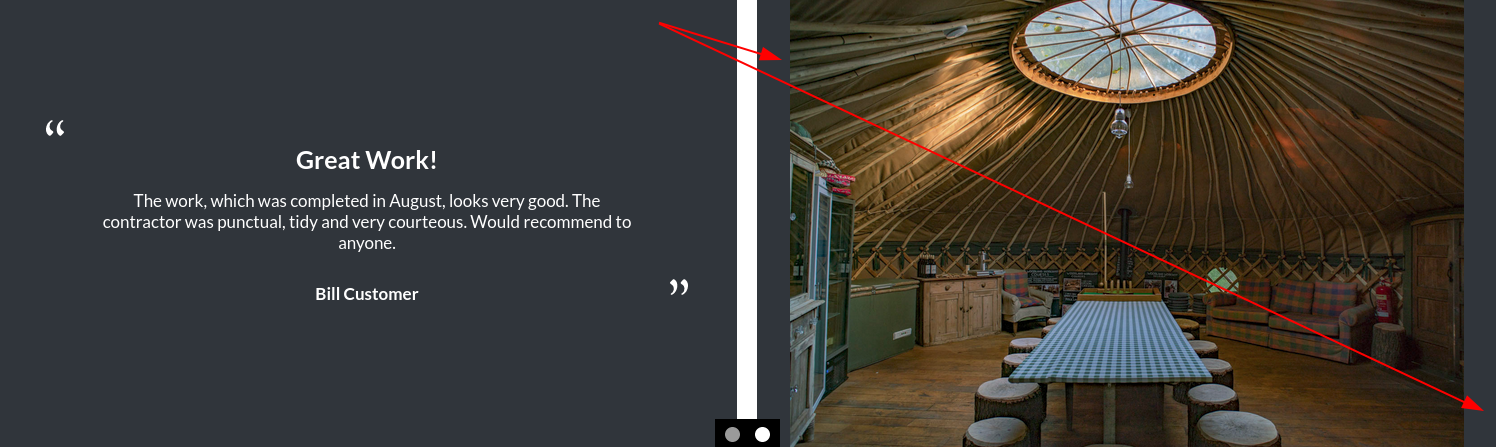 “
Great Work!
The work, which was completed in August, looks very good. The
contractor was punctual, tidy and very courteous. Would recommend to
anyone.
Bill Customer
”